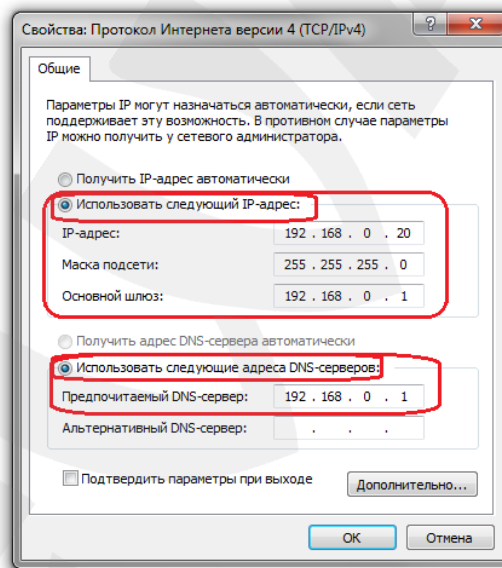 Свойства: Протокол Интернета версии 4 (TCP/IPv4)
Общие
Параметры IP могут назначаться автоматически, если сеть
поддерживает эту возможность. В противном случае параметры
IP можно получить у сетевого администратора.
Получить IP-адрес автоматически
Использовать следующий IP-адрес:
IP-адрес: 192 . 168 . 0 . 20
Маска подсети: 255 . 255 . 255 . 0
Основной шлюз: 192 . 168 . 0 . 1
Получить адрес DNS-сервера автоматически
Использовать следующие адреса DNS-серверов:
Предпочитаемый DNS-сервер: 192 . 168 . 0 . 1
Альтернативный DNS-сервер: . . .
Подтвердить параметры при выходе
Дополнительно...
ОК Отмена